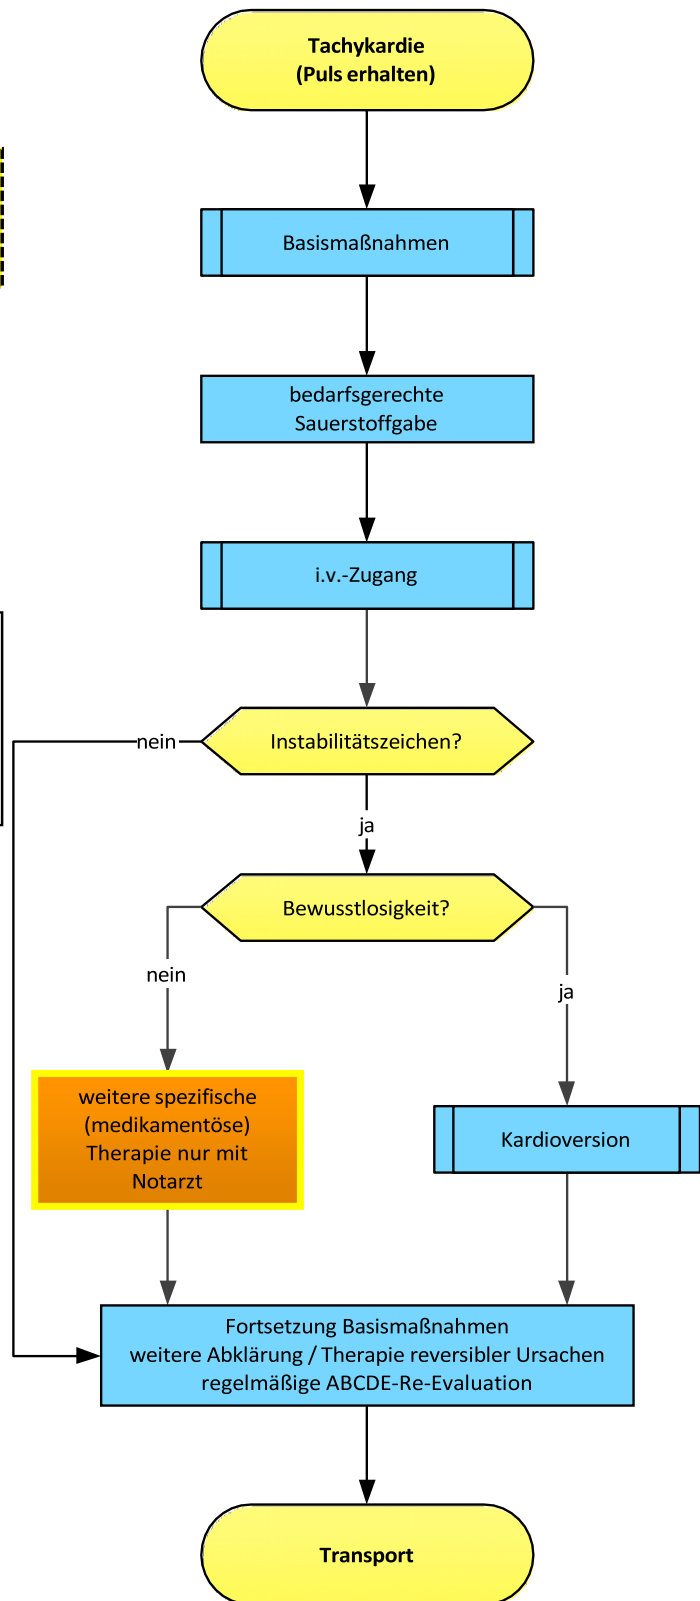 Tachykardie
(Puls erhalten)
Basismaßnahmen
bedarfsgerechte
Sauerstoffgabe
i.v.-Zugang
nein
Instabilitätszeichen?
ja
Bewusstlosigkeit?
nein
ja
weitere spezifische
(medikamentöse)
Therapie nur mit
Notarzt
Kardioversion
Fortsetzung Basismaßnahmen
weitere Abklärung / Therapie reversibler Ursachen
regelmäßige ABCDE-Re-Evaluation
Transport